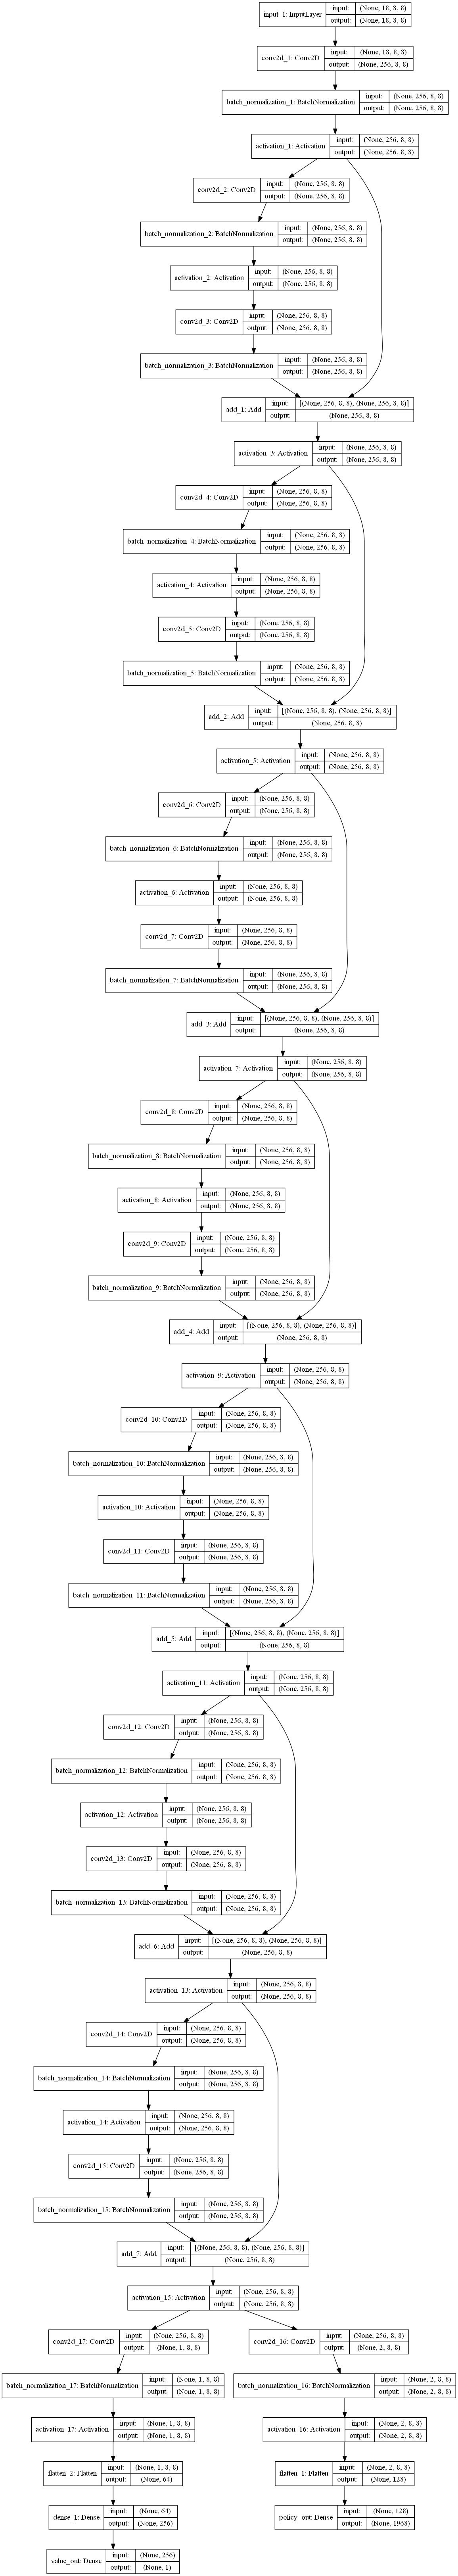 input_1: InputLayer
input: (None, 18, 8, 8)
output: (None, 18, 8, 8)
conv2d_1: Conv2D
input: (None, 18, 8, 8)
output: (None, 256, 8, 8)
batch_normalization_1: BatchNormalization
input: (None, 256, 8, 8)
output: (None, 256, 8, 8)
activation_1: Activation
input: (None, 256, 8, 8)
output: (None, 256, 8, 8)
conv2d_2: Conv2D
input: (None, 256, 8, 8)
output: (None, 256, 8, 8)
batch_normalization_2: BatchNormalization
input: (None, 256, 8, 8)
output: (None, 256, 8, 8)
activation_2: Activation
input: (None, 256, 8, 8)
output: (None, 256, 8, 8)
conv2d_3: Conv2D
input: (None, 256, 8, 8)
output: (None, 256, 8, 8)
batch_normalization_3: BatchNormalization
input: (None, 256, 8, 8)
output: (None, 256, 8, 8)
add_1: Add
input: [(None, 256, 8, 8), (None, 256, 8, 8)]
output: (None, 256, 8, 8)
activation_3: Activation
input: (None, 256, 8, 8)
output: (None, 256, 8, 8)
conv2d_4: Conv2D
input: (None, 256, 8, 8)
output: (None, 256, 8, 8)
batch_normalization_4: BatchNormalization
input: (None, 256, 8, 8)
output: (None, 256, 8, 8)
activation_4: Activation
input: (None, 256, 8, 8)
output: (None, 256, 8, 8)
conv2d_5: Conv2D
input: (None, 256, 8, 8)
output: (None, 256, 8, 8)
batch_normalization_5: BatchNormalization
input: (None, 256, 8, 8)
output: (None, 256, 8, 8)
add_2: Add
input: [(None, 256, 8, 8), (None, 256, 8, 8)]
output: (None, 256, 8, 8)
activation_5: Activation
input: (None, 256, 8, 8)
output: (None, 256, 8, 8)
conv2d_6: Conv2D
input: (None, 256, 8, 8)
output: (None, 256, 8, 8)
batch_normalization_6: BatchNormalization
input: (None, 256, 8, 8)
output: (None, 256, 8, 8)
activation_6: Activation
input: (None, 256, 8, 8)
output: (None, 256, 8, 8)
conv2d_7: Conv2D
input: (None, 256, 8, 8)
output: (None, 256, 8, 8)
batch_normalization_7: BatchNormalization
input: (None, 256, 8, 8)
output: (None, 256, 8, 8)
add_3: Add
input: [(None, 256, 8, 8), (None, 256, 8, 8)]
output: (None, 256, 8, 8)
activation_7: Activation
input: (None, 256, 8, 8)
output: (None, 256, 8, 8)
conv2d_8: Conv2D
input: (None, 256, 8, 8)
output: (None, 256, 8, 8)
batch_normalization_8: BatchNormalization
input: (None, 256, 8, 8)
output: (None, 256, 8, 8)
activation_8: Activation
input: (None, 256, 8, 8)
output: (None, 256, 8, 8)
conv2d_9: Conv2D
input: (None, 256, 8, 8)
output: (None, 256, 8, 8)
batch_normalization_9: BatchNormalization
input: (None, 256, 8, 8)
output: (None, 256, 8, 8)
add_4: Add
input: [(None, 256, 8, 8), (None, 256, 8, 8)]
output: (None, 256, 8, 8)
activation_9: Activation
input: (None, 256, 8, 8)
output: (None, 256, 8, 8)
conv2d_10: Conv2D
input: (None, 256, 8, 8)
output: (None, 256, 8, 8)
batch_normalization_10: BatchNormalization
input: (None, 256, 8, 8)
output: (None, 256, 8, 8)
activation_10: Activation
input: (None, 256, 8, 8)
output: (None, 256, 8, 8)
conv2d_11: Conv2D
input: (None, 256, 8, 8)
output: (None, 256, 8, 8)
batch_normalization_11: BatchNormalization
input: (None, 256, 8, 8)
output: (None, 256, 8, 8)
add_5: Add
input: [(None, 256, 8, 8), (None, 256, 8, 8)]
output: (None, 256, 8, 8)
activation_11: Activation
input: (None, 256, 8, 8)
output: (None, 256, 8, 8)
conv2d_12: Conv2D
input: (None, 256, 8, 8)
output: (None, 256, 8, 8)
batch_normalization_12: BatchNormalization
input: (None, 256, 8, 8)
output: (None, 256, 8, 8)
activation_12: Activation
input: (None, 256, 8, 8)
output: (None, 256, 8, 8)
conv2d_13: Conv2D
input: (None, 256, 8, 8)
output: (None, 256, 8, 8)
batch_normalization_13: BatchNormalization
input: (None, 256, 8, 8)
output: (None, 256, 8, 8)
add_6: Add
input: [(None, 256, 8, 8), (None, 256, 8, 8)]
output: (None, 256, 8, 8)
activation_13: Activation
input: (None, 256, 8, 8)
output: (None, 256, 8, 8)
conv2d_14: Conv2D
input: (None, 256, 8, 8)
output: (None, 256, 8, 8)
batch_normalization_14: BatchNormalization
input: (None, 256, 8, 8)
output: (None, 256, 8, 8)
activation_14: Activation
input: (None, 256, 8, 8)
output: (None, 256, 8, 8)
conv2d_15: Conv2D
input: (None, 256, 8, 8)
output: (None, 256, 8, 8)
batch_normalization_15: BatchNormalization
input: (None, 256, 8, 8)
output: (None, 256, 8, 8)
add_7: Add
input: [(None, 256, 8, 8), (None, 256, 8, 8)]
output: (None, 256, 8, 8)
activation_15: Activation
input: (None, 256, 8, 8)
output: (None, 256, 8, 8)
conv2d_17: Conv2D
input: (None, 256, 8, 8)
output: (None, 1, 8, 8)
conv2d_16: Conv2D
input: (None, 256, 8, 8)
output: (None, 2, 8, 8)
batch_normalization_17: BatchNormalization
input: (None, 1, 8, 8)
output: (None, 1, 8, 8)
batch_normalization_16: BatchNormalization
input: (None, 2, 8, 8)
output: (None, 2, 8, 8)
activation_17: Activation
input: (None, 1, 8, 8)
output: (None, 1, 8, 8)
activation_16: Activation
input: (None, 2, 8, 8)
output: (None, 2, 8, 8)
flatten_2: Flatten
input: (None, 1, 8, 8)
output: (None, 64)
flatten_1: Flatten
input: (None, 2, 8, 8)
output: (None, 128)
dense_1: Dense
input: (None, 64)
output: (None, 256)
policy_out: Dense
input: (None, 128)
output: (None, 1968)
value_out: Dense
input: (None, 256)
output: (None, 1)